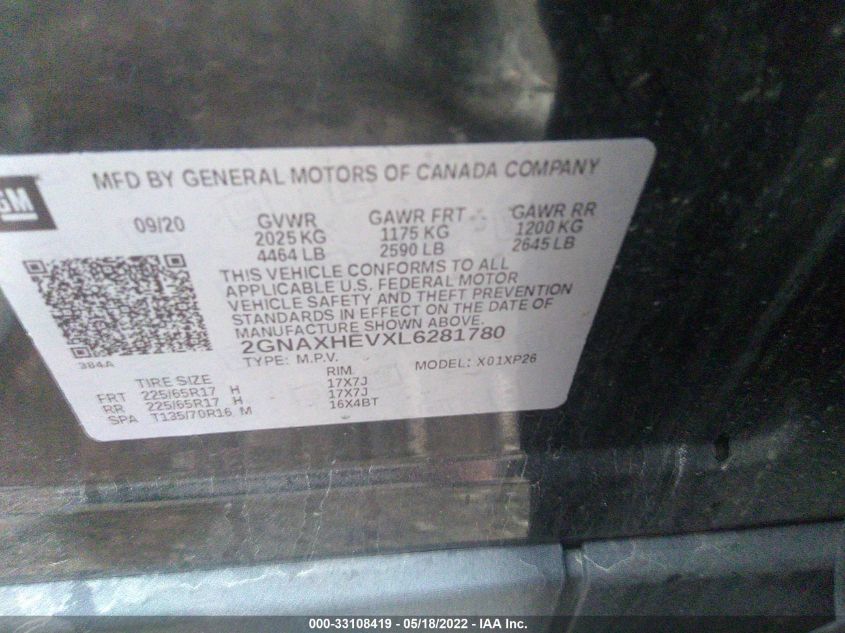 GM
MFD BY GENERAL MOTORS OF CANADA COMPANY
09/20 GVWR GAWR FRT GAWR RR
2025 KG 1175 KG 1200 KG
4464 LB 2590 LB 2645 LB
THIS VEHICLE CONFORMS TO ALL
APPLICABLE U.S. FEDERAL MOTOR
VEHICLE SAFETY AND THEFT PREVENTION
STANDARDS IN EFFECT ON THE DATE OF
MANUFACTURE SHOWN ABOVE
384A 2GNAXHEVXL6281780
TYPE: M.P.V. MODEL: X01XP26
TIRE SIZE RIM
FRT 225/65R17 H 17X7J
RR 225/65R17 H 17X7J
SPA T135/70R16 M 16X4BT
000-33108419 - 05/18/2022 - IAA Inc.